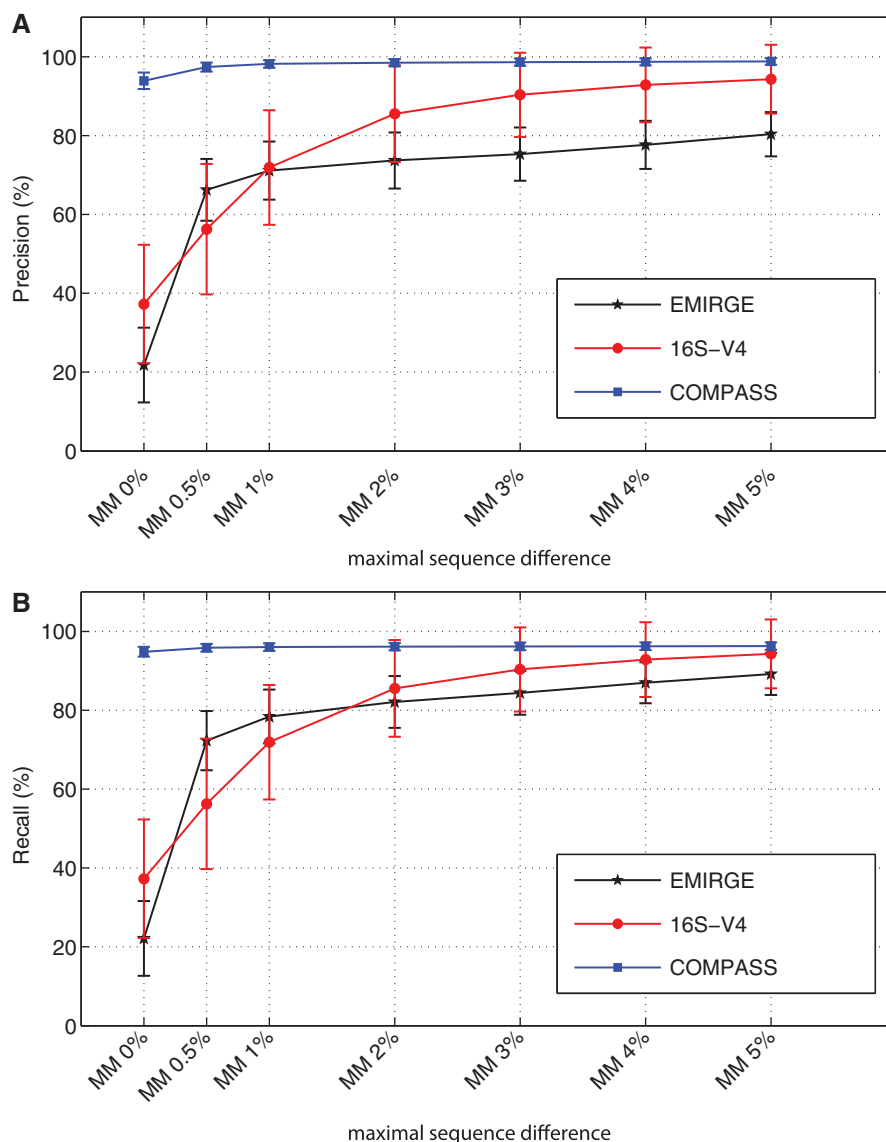 A
100
80
60
40
20
0
Precision (%)
EMIRGE
16S−V4
COMPASS
MM 0%
MM 0.5%
MM 1%
MM 2%
MM 3%
MM 4%
MM 5%
maximal sequence difference
B
100
80
60
40
20
0
Recall (%)
EMIRGE
16S−V4
COMPASS
MM 0%
MM 0.5%
MM 1%
MM 2%
MM 3%
MM 4%
MM 5%
maximal sequence difference